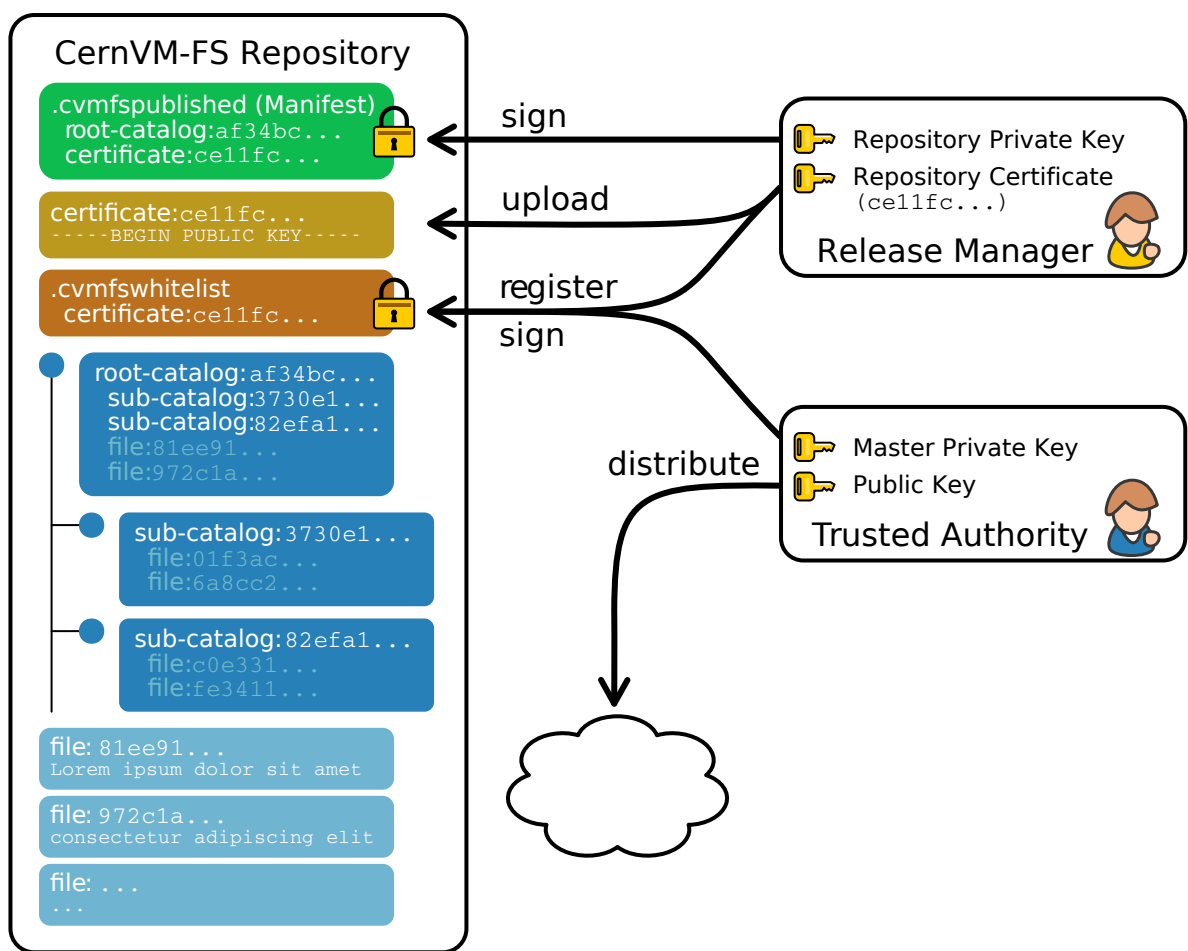 CernVM-FS Repository
.cvmfspublished (Manifest)
root-catalog:af34bc...
certificate:ce11fc...
certificate:ce11fc...
-----BEGIN PUBLIC KEY-----
.cvmfswhitelist
certificate:ce11fc...
root-catalog:af34bc...
sub-catalog:3730e1...
sub-catalog:82efa1...
file:81ee91...
file:972c1a...
sub-catalog:3730e1...
file:01f3ac...
file:6a8cc2...
sub-catalog:82efa1...
file:c0e331...
file:fe3411...
file: 81ee91...
Lorem ipsum dolor sit amet
file: 972c1a...
consectetur adipiscing elit
file: ...
...
sign
upload
register
sign
distribute
Repository Private Key
Repository Certificate
(ce11fc...)
Release Manager
Master Private Key
Public Key
Trusted Authority